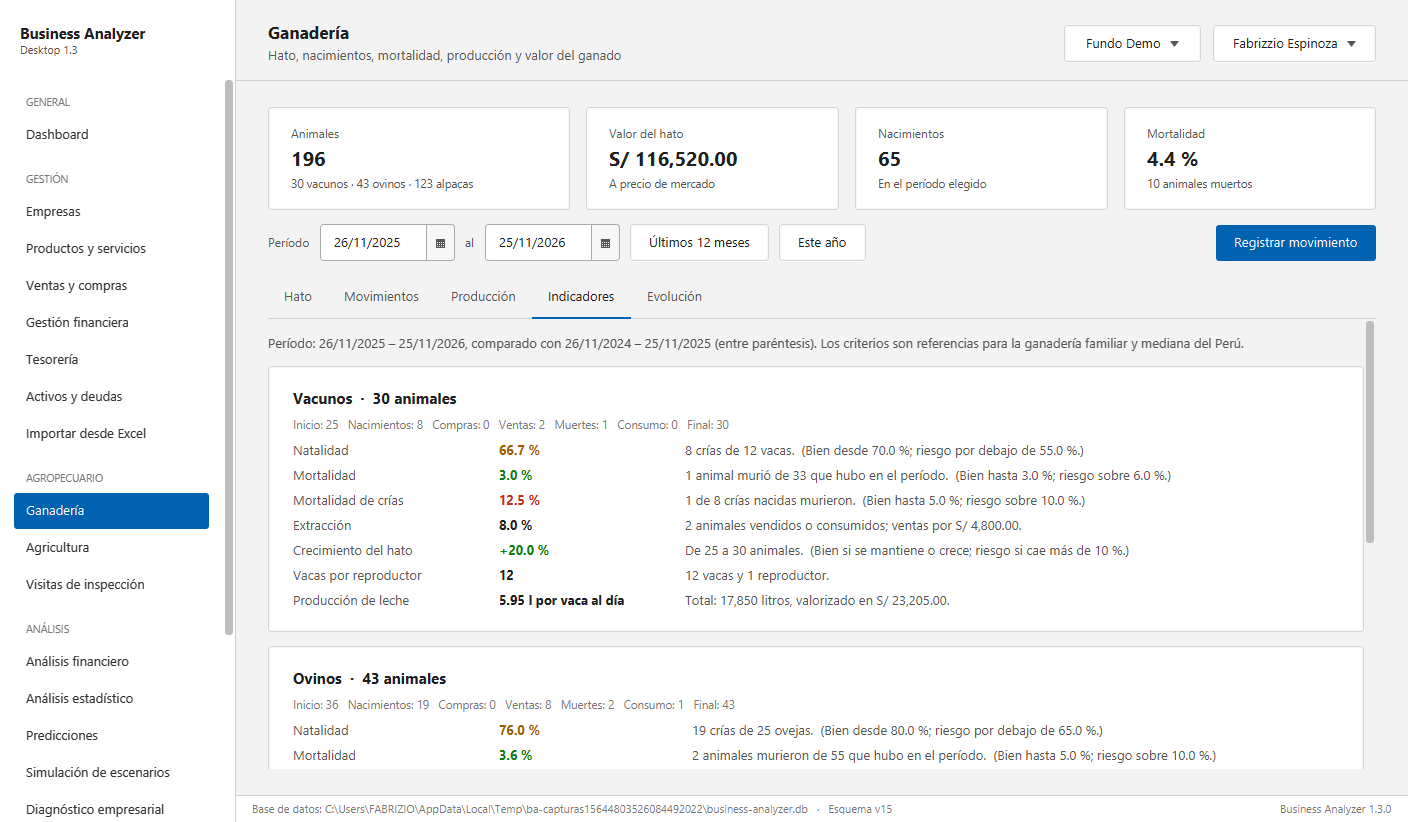 Business Analyzer
Desktop 1.3
GENERAL
Dashboard
GESTIÓN
Empresas
Productos y servicios
Ventas y compras
Gestión financiera
Tesorería
Activos y deudas
Importar desde Excel
AGROPECUARIO
Ganadería
Agricultura
Visitas de inspección
ANÁLISIS
Análisis financiero
Análisis estadístico
Predicciones
Simulación de escenarios
Diagnóstico empresarial
Ganadería
Hato, nacimientos, mortalidad, producción y valor del ganado
Fundo Demo
Fabrizzio Espinoza
Animales
196
30 vacunos · 43 ovinos · 123 alpacas
Valor del hato
S/ 116,520.00
A precio de mercado
Nacimientos
65
En el período elegido
Mortalidad
4.4 %
10 animales muertos
Período 26/11/2025 al 25/11/2026 Últimos 12 meses Este año Registrar movimiento
Hato Movimientos Producción Indicadores Evolución
Período: 26/11/2025 – 25/11/2026, comparado con 26/11/2024 – 25/11/2025 (entre paréntesis). Los criterios son referencias para la ganadería familiar y mediana del Perú.
Vacunos · 30 animales
Inicio: 25 Nacimientos: 8 Compras: 0 Ventas: 2 Muertes: 1 Consumo: 0 Final: 30
Natalidad 66.7 % 8 crías de 12 vacas. (Bien desde 70.0 %; riesgo por debajo de 55.0 %.)
Mortalidad 3.0 % 1 animal murió de 33 que hubo en el período. (Bien hasta 3.0 %; riesgo sobre 6.0 %.)
Mortalidad de crías 12.5 % 1 de 8 crías nacidas murieron. (Bien hasta 5.0 %; riesgo sobre 10.0 %.)
Extracción 8.0 % 2 animales vendidos o consumidos; ventas por S/ 4,800.00.
Crecimiento del hato +20.0 % De 25 a 30 animales. (Bien si se mantiene o crece; riesgo si cae más de 10 %.)
Vacas por reproductor 12 12 vacas y 1 reproductor.
Producción de leche 5.95 l por vaca al día Total: 17,850 litros, valorizado en S/ 23,205.00.
Ovinos · 43 animales
Inicio: 36 Nacimientos: 19 Compras: 0 Ventas: 8 Muertes: 2 Consumo: 1 Final: 43
Natalidad 76.0 % 19 crías de 25 ovejas. (Bien desde 80.0 %; riesgo por debajo de 65.0 %.)
Mortalidad 3.6 % 2 animales murieron de 55 que hubo en el período. (Bien hasta 5.0 %; riesgo sobre 10.0 %.)
Base de datos: C:\Users\FABRIZIO\AppData\Local\Temp\ba-capturas15644803526084492022\business-analyzer.db · Esquema v15
Business Analyzer 1.3.0